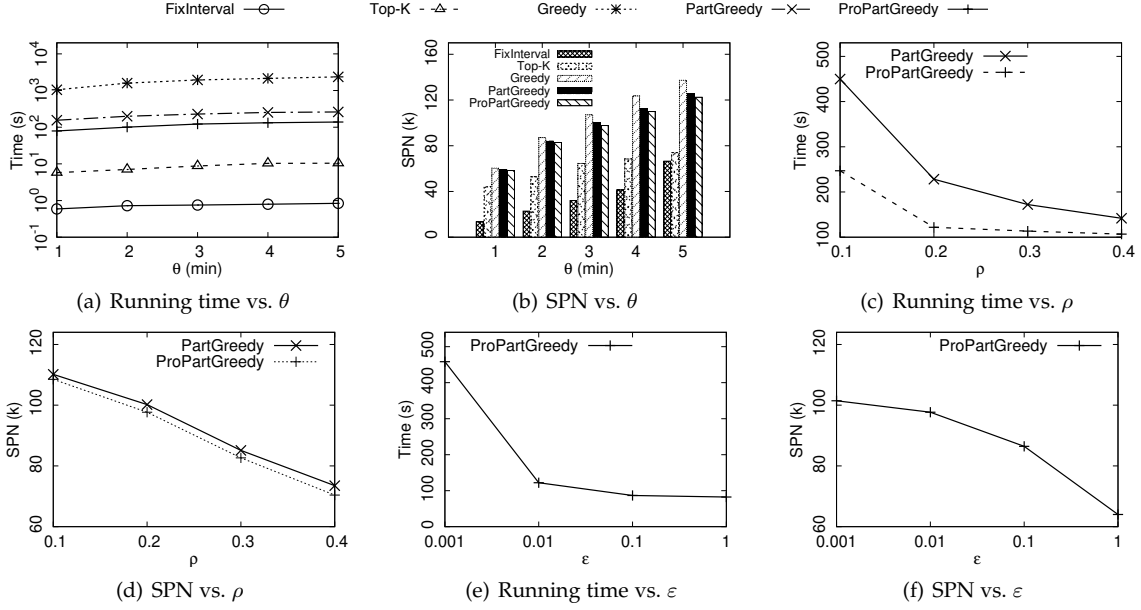 FixInterval Top-K Greedy PartGreedy ProPartGreedy
10^4
10^3
10^2
10^1
10^0
10^-1
Time (s)
1 2 3 4 5
θ (min)
(a) Running time vs. θ
FixInterval
Top-K
Greedy
PartGreedy
ProPartGreedy
160
120
80
40
0
SPN (k)
1 2 3 4 5
θ (min)
(b) SPN vs. θ
PartGreedy
ProPartGreedy
500
400
300
200
100
Time (s)
0.1 0.2 0.3 0.4
ρ
(c) Running time vs. ρ
PartGreedy
ProPartGreedy
120
100
80
60
SPN (k)
0.1 0.2 0.3 0.4
ρ
(d) SPN vs. ρ
ProPartGreedy
500
400
300
200
100
0
Time (s)
0.001 0.01 0.1 1
ε
(e) Running time vs. ε
ProPartGreedy
120
100
80
60
SPN (k)
0.001 0.01 0.1 1
ε
(f) SPN vs. ε